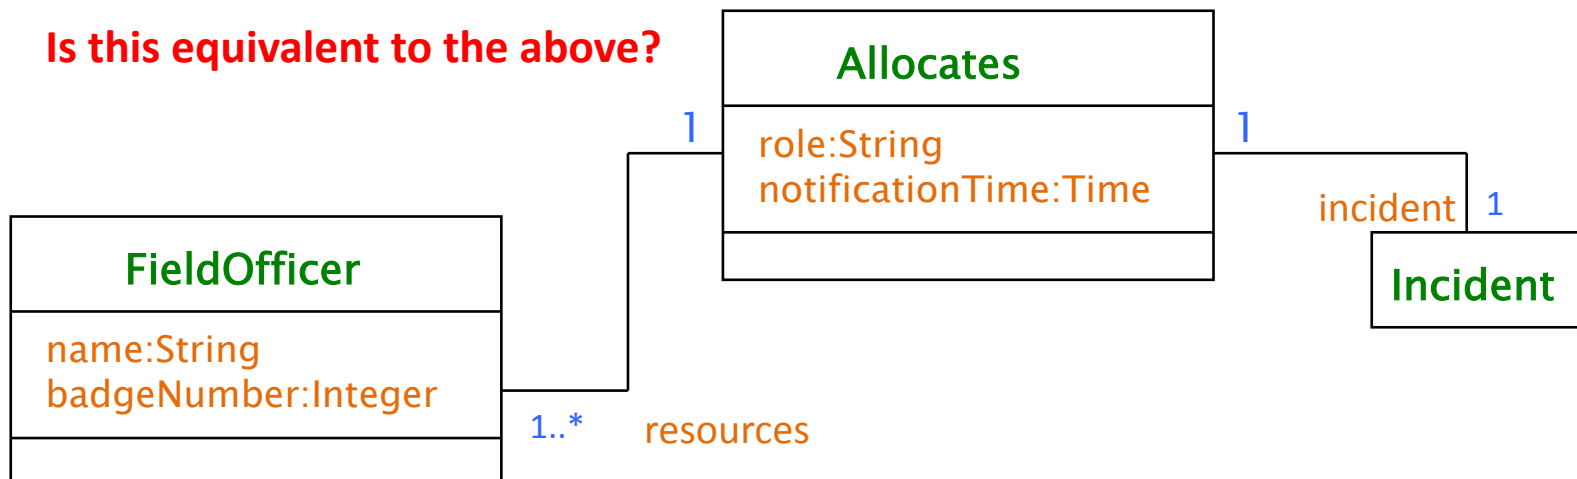 Is this equivalent to the above?
Allocates
1
1
role:String
notificationTime:Time
incident
1
Incident
FieldOfficer
name:String
badgeNumber:Integer
1..*
resources